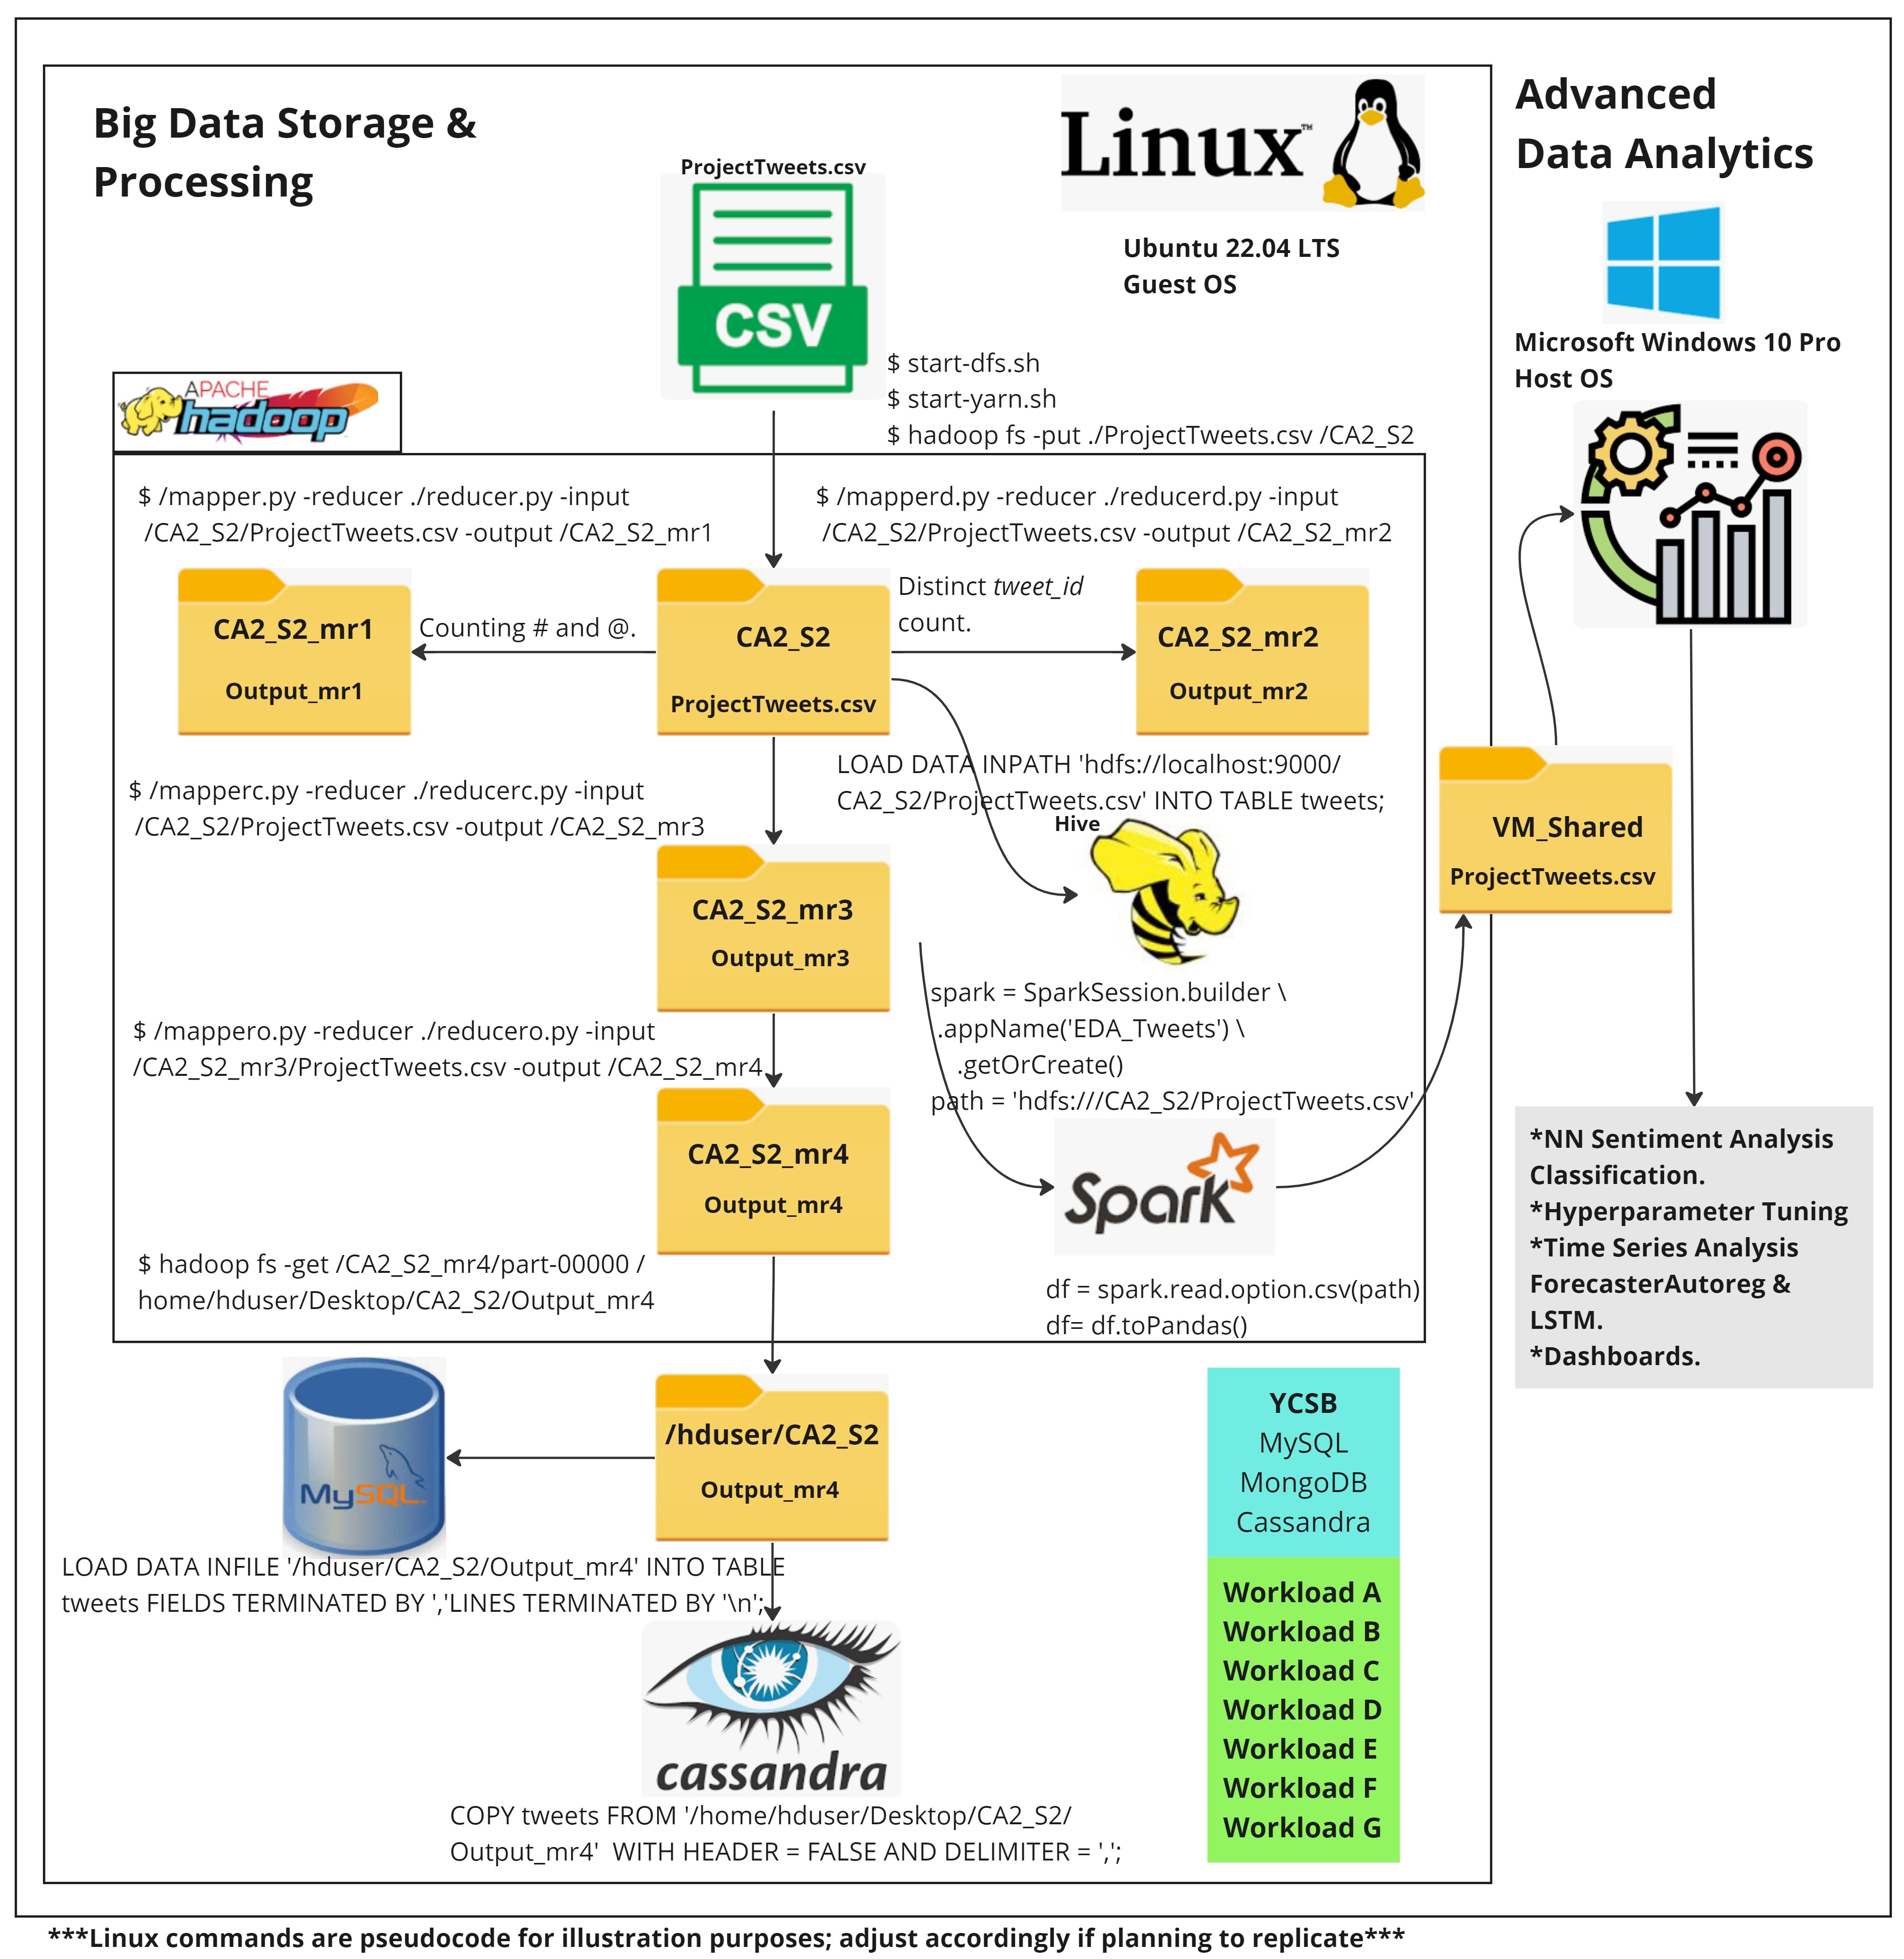 Big Data Storage &
Processing
ProjectTweets.csv
CSV
Linux™
Ubuntu 22.04 LTS
Guest OS
Advanced
Data Analytics
Microsoft Windows 10 Pro
Host OS
APACHE
hadoop
$ start-dfs.sh
$ start-yarn.sh
$ hadoop fs -put ./ProjectTweets.csv /CA2_S2
$ /mapper.py -reducer ./reducer.py -input
/CA2_S2/ProjectTweets.csv -output /CA2_S2_mr1
$ /mapperd.py -reducer ./reducerd.py -input
/CA2_S2/ProjectTweets.csv -output /CA2_S2_mr2
CA2_S2_mr1
Output_mr1
Counting # and @.
CA2_S2
ProjectTweets.csv
Distinct tweet_id
count.
CA2_S2_mr2
Output_mr2
$ /mapperc.py -reducer ./reducerc.py -input
/CA2_S2/ProjectTweets.csv -output /CA2_S2_mr3
LOAD DATA INPATH 'hdfs://localhost:9000/
CA2_S2/ProjectTweets.csv' INTO TABLE tweets;
Hive
VM_Shared
ProjectTweets.csv
CA2_S2_mr3
Output_mr3
spark = SparkSession.builder \
.appName('EDA_Tweets') \
.getOrCreate()
path = 'hdfs:///CA2_S2/ProjectTweets.csv'
$ /mappero.py -reducer ./reducero.py -input
/CA2_S2_mr3/ProjectTweets.csv -output /CA2_S2_mr4
CA2_S2_mr4
Output_mr4
Spark
df = spark.read.option.csv(path)
df= df.toPandas()
$ hadoop fs -get /CA2_S2_mr4/part-00000 /
home/hduser/Desktop/CA2_S2/Output_mr4
*NN Sentiment Analysis
Classification.
*Hyperparameter Tuning
*Time Series Analysis
ForecasterAutoreg &
LSTM.
*Dashboards.
MySQL
/hduser/CA2_S2
Output_mr4
LOAD DATA INFILE '/hduser/CA2_S2/Output_mr4' INTO TABLE
tweets FIELDS TERMINATED BY ','LINES TERMINATED BY '\n';
cassandra
COPY tweets FROM '/home/hduser/Desktop/CA2_S2/
Output_mr4'  WITH HEADER = FALSE AND DELIMITER = ',';
YCSB
MySQL
MongoDB
Cassandra
Workload A
Workload B
Workload C
Workload D
Workload E
Workload F
Workload G
***Linux commands are pseudocode for illustration purposes; adjust accordingly if planning to replicate***